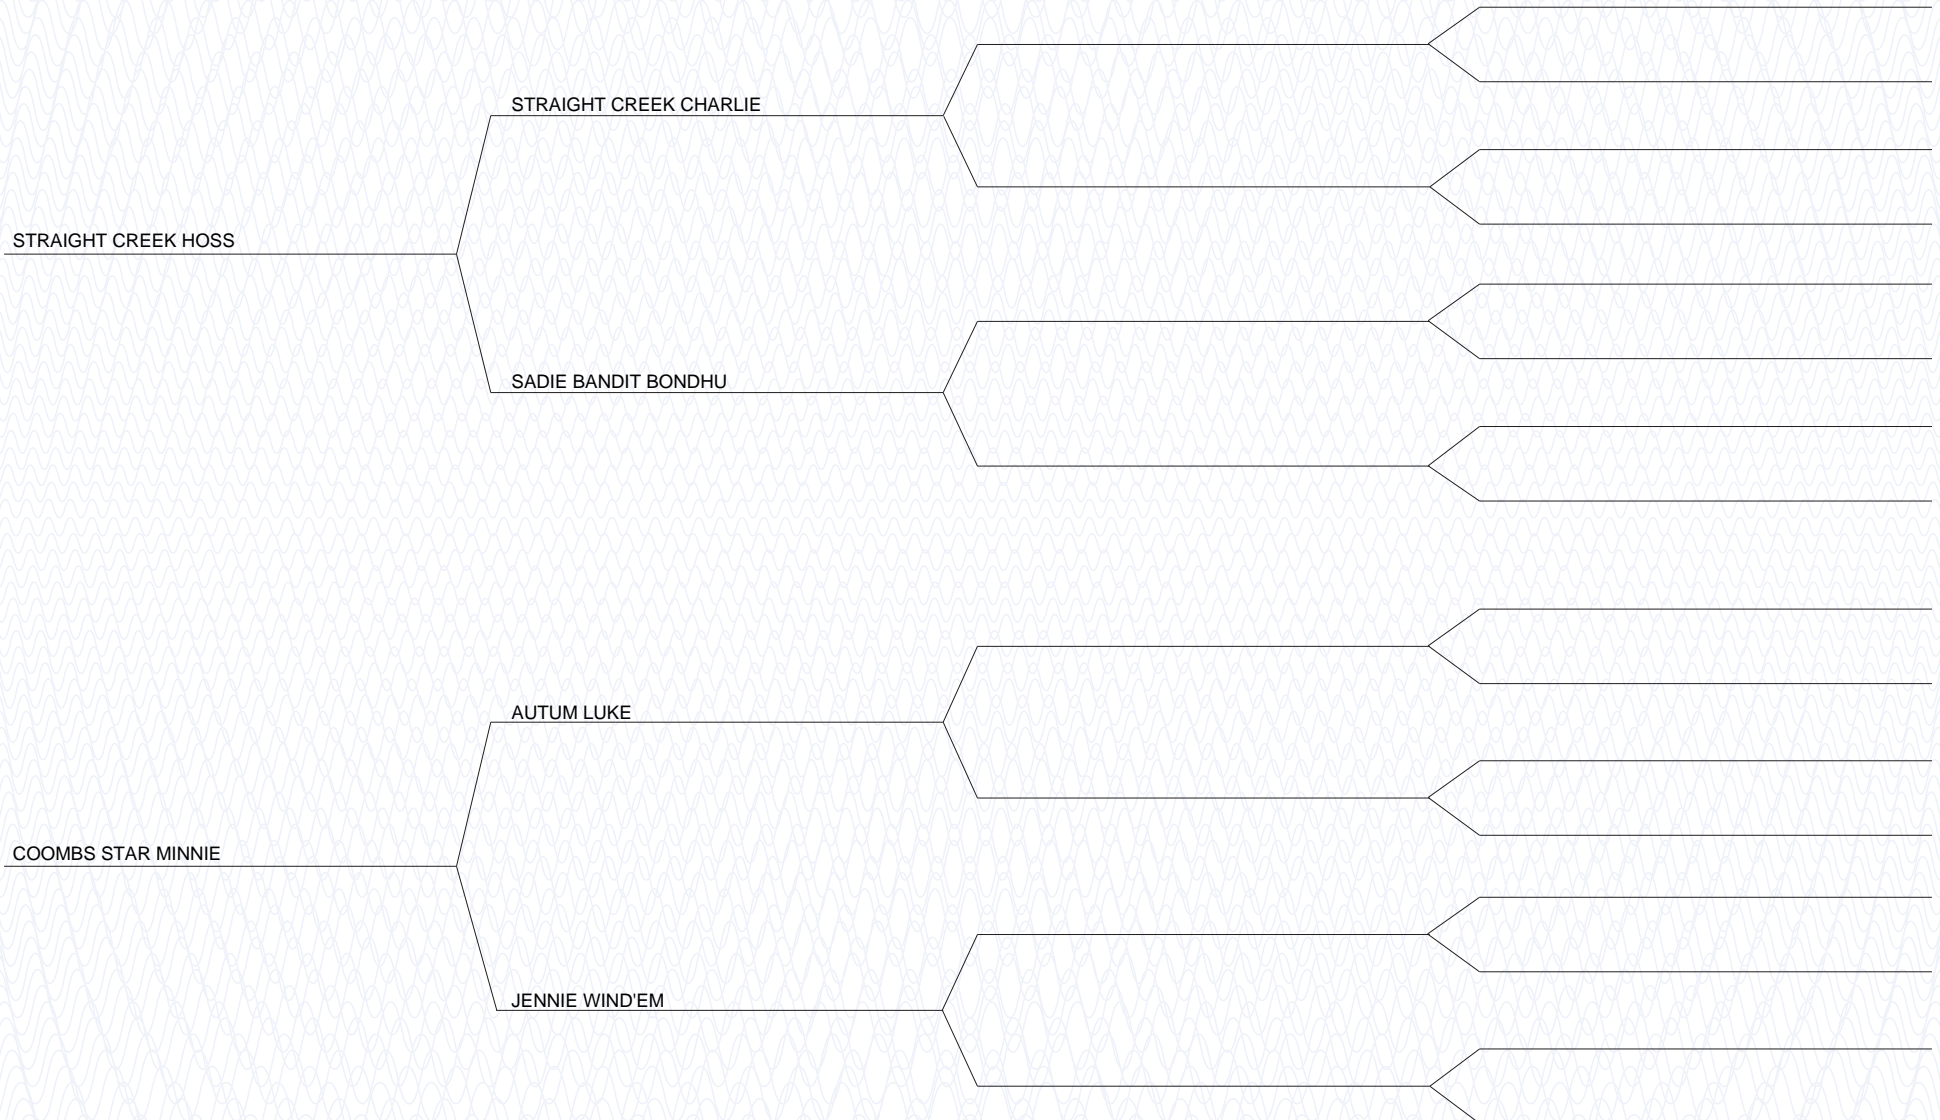 STRAIGHT CREEK CHARLIE
STRAIGHT CREEK HOSS
SADIE BANDIT BONDHU
AUTUM LUKE
COOMBS STAR MINNIE
JENNIE WIND'EM